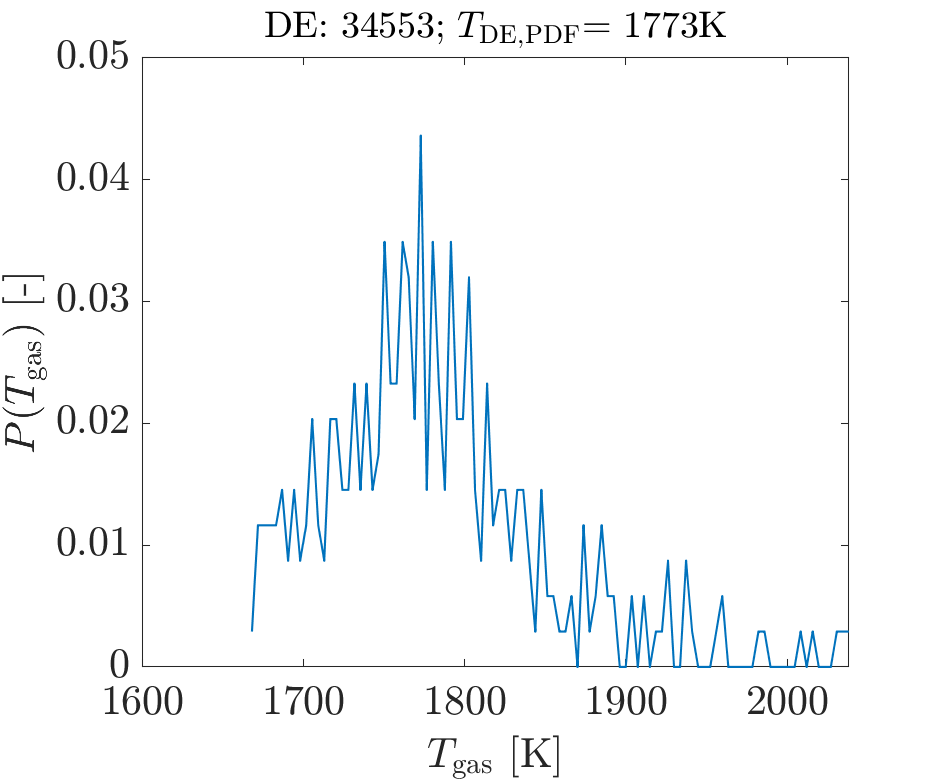 DE: 34553; T_DE,PDF= 1773K
0.05
0.04
0.03
0.02
0.01
0
P(T_gas) [-]
1600 1700 1800 1900 2000
T_gas [K]